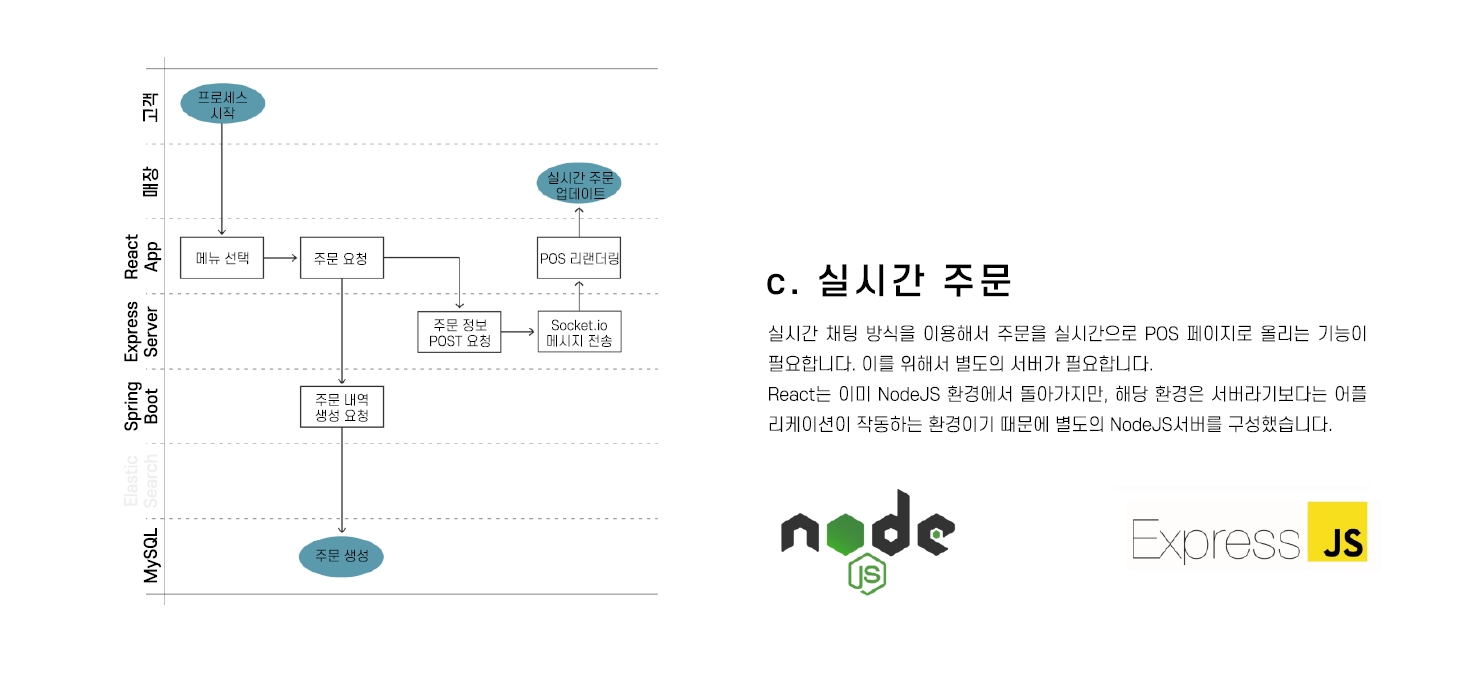 고객
프로세스
시작
매장
실시간 주문
업데이트
React
App
메뉴 선택
주문 요청
POS 리랜더링
Express
Server
주문 정보
POST 요청
Socket.io
메시지 전송
Spring
Boot
주문 내역
생성 요청
Elastic
Search
MySQL
주문 생성
c. 실시간 주문
실시간 채팅 방식을 이용해서 주문을 실시간으로 POS 페이지로 올리는 기능이
필요합니다. 이를 위해서 별도의 서버가 필요합니다.
React는 이미 NodeJS 환경에서 돌아가지만, 해당 환경은 서버라기보다는 어플
리케이션이 작동하는 환경이기 때문에 별도의 NodeJS서버를 구성했습니다.
node
JS
Express JS